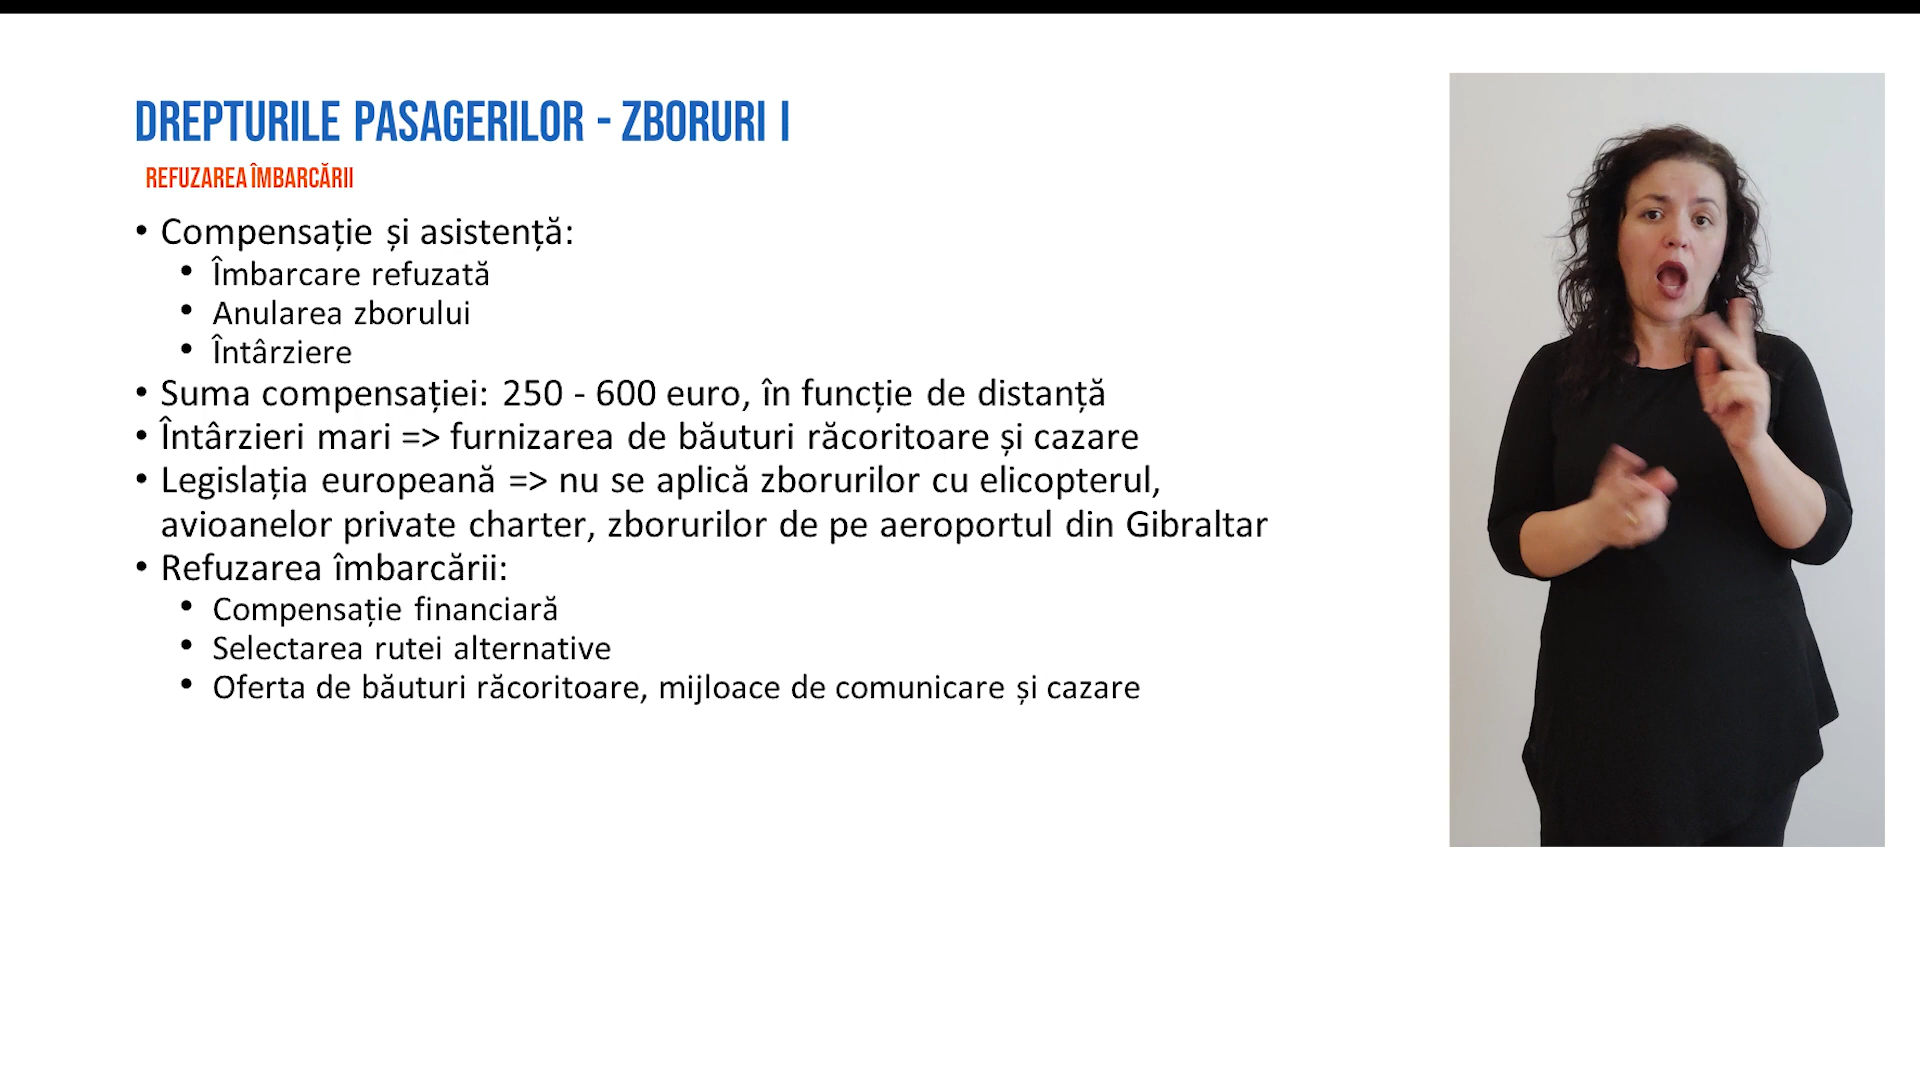 DREPTURILE PASAGERILOR - ZBORURI I
REFUZAREA ÎMBARCĂRII
• Compensație și asistență:
• Îmbarcare refuzată
• Anularea zborului
• Întârziere
• Suma compensației: 250 - 600 euro, în funcție de distanță
• Întârzieri mari => furnizarea de băuturi răcoritoare și cazare
• Legislația europeană => nu se aplică zborurilor cu elicopterul,
avioanelor private charter, zborurilor de pe aeroportul din Gibraltar
• Refuzarea îmbarcării:
• Compensație financiară
• Selectarea rutei alternative
• Oferta de băuturi răcoritoare, mijloace de comunicare și cazare